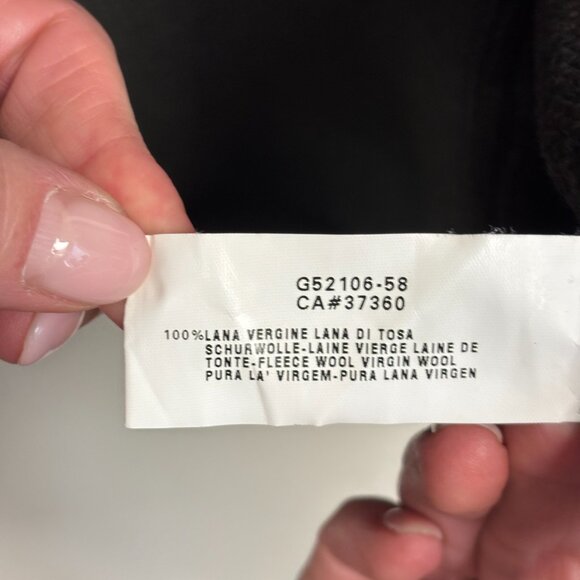 G52106-58
CA#37360
100%LANA VERGINE LANA DI TOSA
SCHURWOLLE-LAINE VIERGE LAINE DE
TONTE-FLEECE WOOL VIRGIN WOOL
PURA LA' VIRGEM-PURA LANA VIRGEN